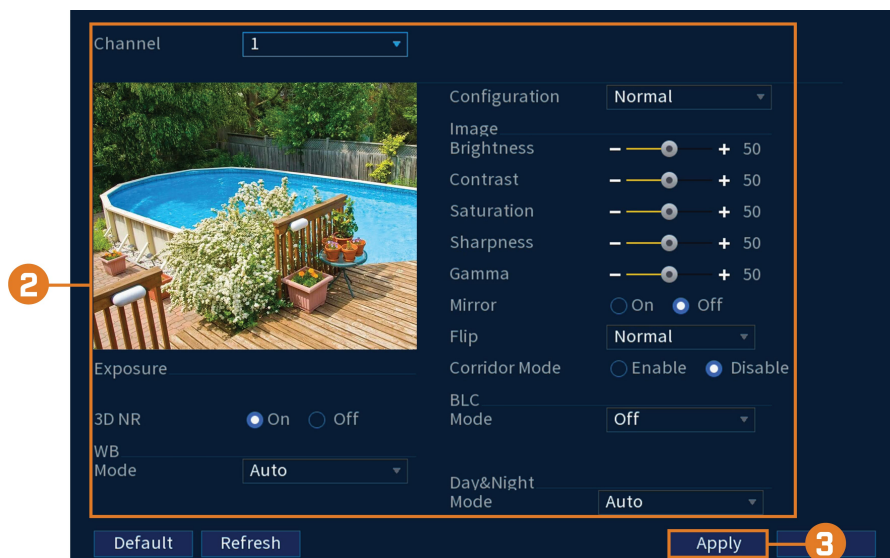 Channel 1
Configuration Normal
Image
Brightness 50
Contrast 50
Saturation 50
Sharpness 50
Gamma 50
Mirror On Off
Flip Normal
Exposure
Corridor Mode Enable Disable
BLC
3D NR On Off
Mode Off
WB
Mode Auto
Day&Night
Mode Auto
Default Refresh Apply
2
3